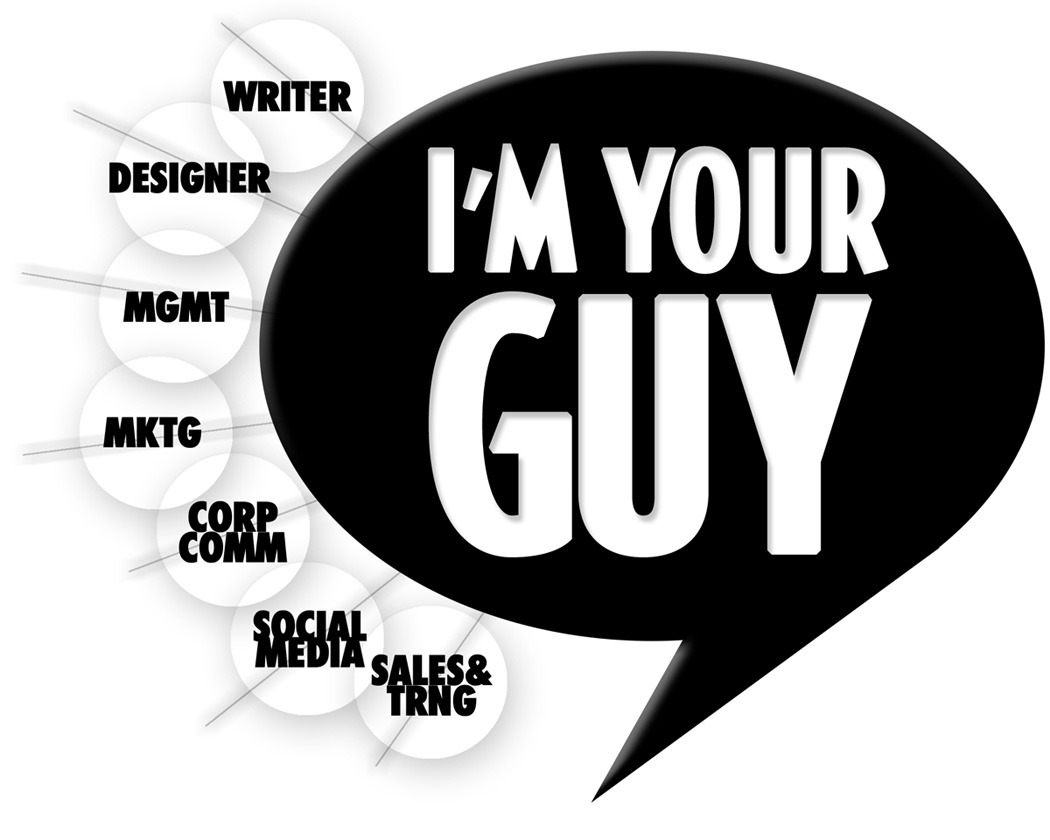 WRITER
DESIGNER
MGMT
MKTG
CORP
COMM
SOCIAL
MEDIA
SALES&
TRNG
I'M YOUR
GUY